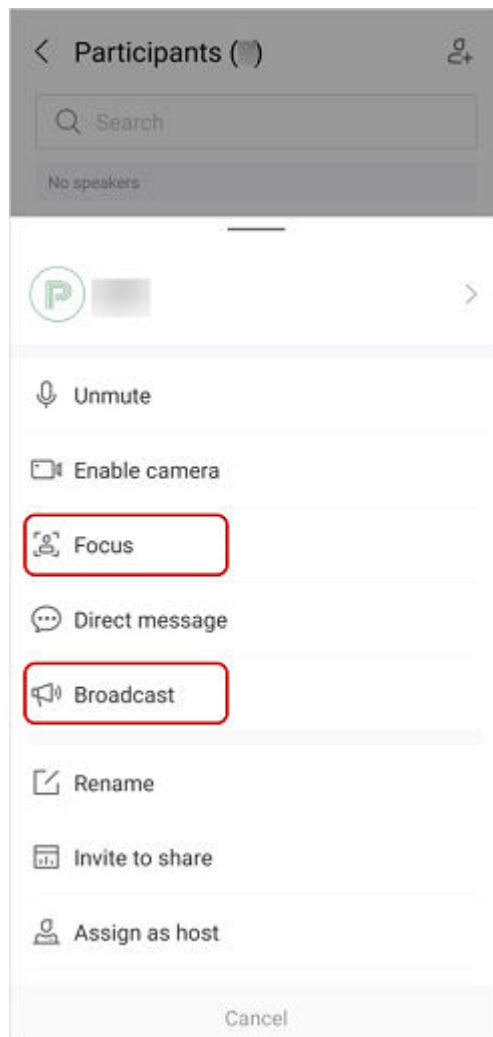 Participants ( )
Search
No speakers
P
Unmute
Enable camera
Focus
Direct message
Broadcast
Rename
Invite to share
Assign as host
Cancel